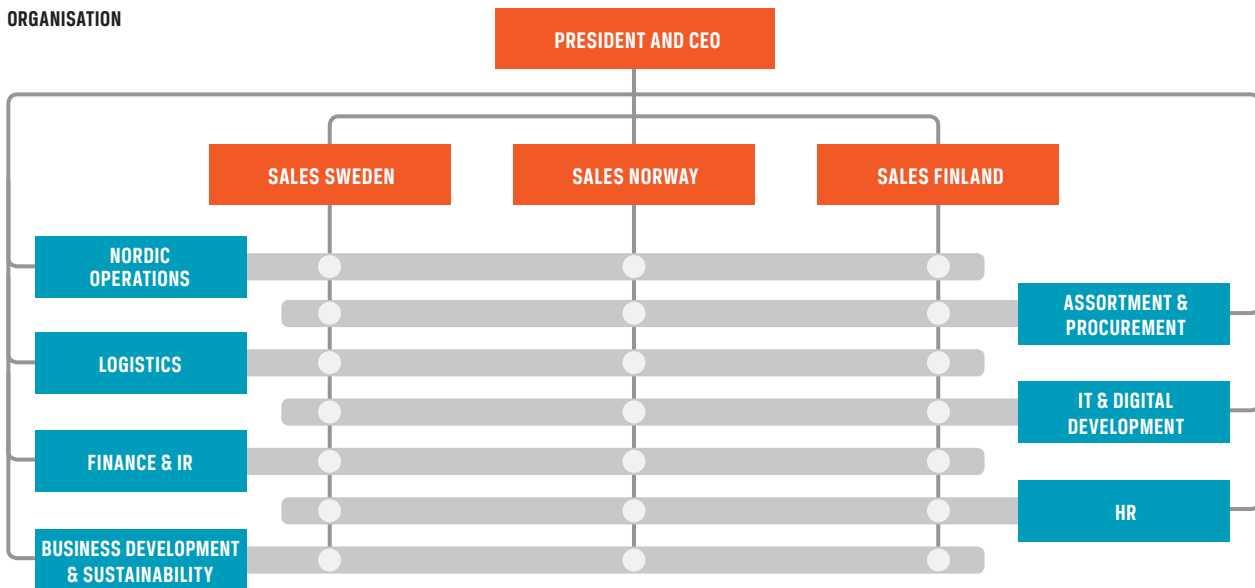 ORGANISATION
PRESIDENT AND CEO
SALES SWEDEN
SALES NORWAY
SALES FINLAND
NORDIC
OPERATIONS
ASSORTMENT &
PROCUREMENT
LOGISTICS
IT & DIGITAL
DEVELOPMENT
FINANCE & IR
HR
BUSINESS DEVELOPMENT
& SUSTAINABILITY